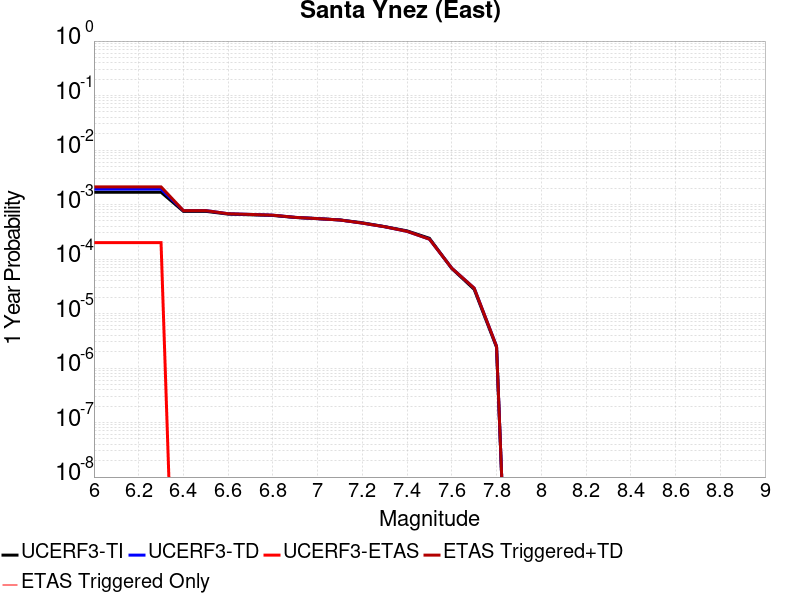 Santa Ynez (East)
10^0
10^-1
10^-2
10^-3
10^-4
10^-5
10^-6
10^-7
10^-8
1 Year Probability
6 6.2 6.4 6.6 6.8 7 7.2 7.4 7.6 7.8 8 8.2 8.4 8.6 8.8 9
Magnitude
UCERF3-TI UCERF3-TD UCERF3-ETAS ETAS Triggered+TD
ETAS Triggered Only